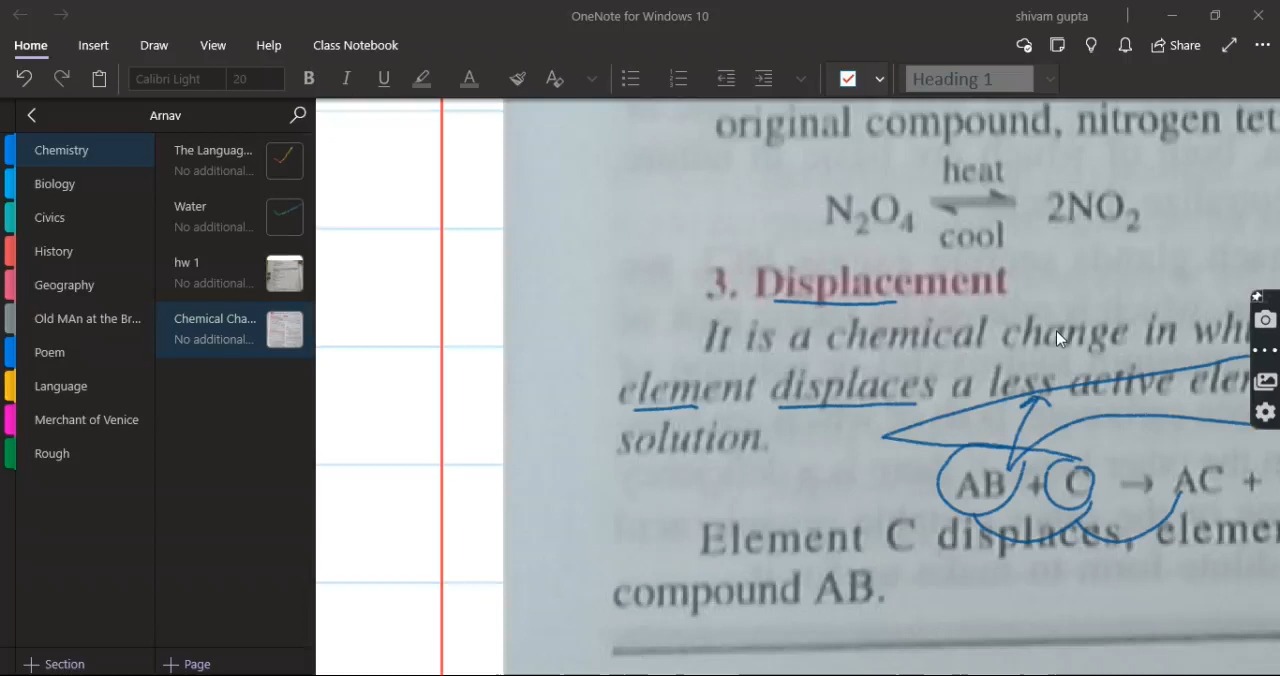 OneNote for Windows 10
shivam gupta
Home Insert Draw View Help Class Notebook
Share
Calibri Light 20 B I U A A Heading 1
Arnav
Chemistry
Biology
Civics
History
Geography
Old MAn at the Br...
Poem
Language
Merchant of Venice
Rough
+ Section
The Languag...
No additional...
Water
No additional...
hw 1
No additional...
Chemical Cha...
No additional...
+ Page
original compound, nitrogen tet
heat
N₂O₄ ⇌ 2NO₂
cool
3. Displacement
It is a chemical change in whi
element displaces a less active eler
solution.
AB + C → AC +
Element C displaces, eleme
compound AB.